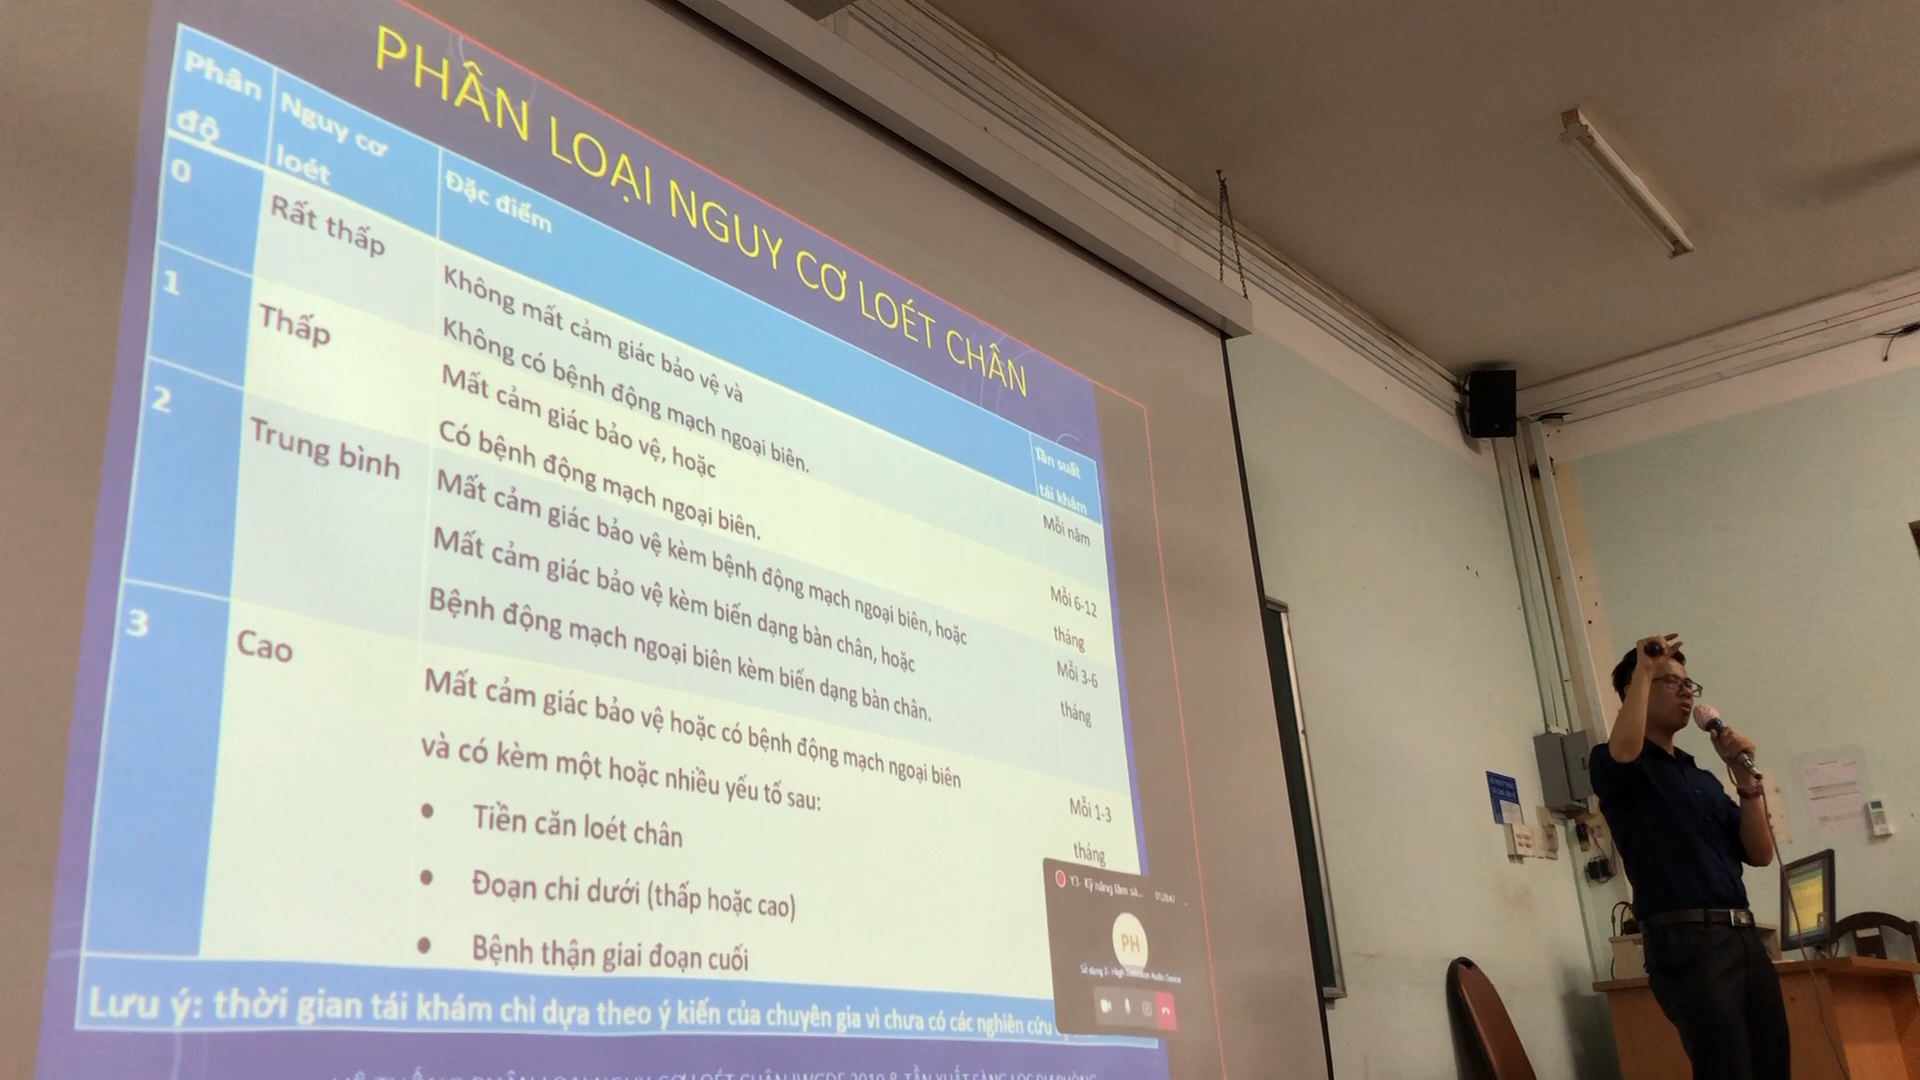 PHÂN LOẠI NGUY CƠ LOÉT CHÂN
Phân độ
Nguy cơ loét
Đặc điểm
Tần suất tái khám
0
Rất thấp
Không mất cảm giác bảo vệ và
Không có bệnh động mạch ngoại biên.
Mỗi năm
1
Thấp
Mất cảm giác bảo vệ, hoặc
Có bệnh động mạch ngoại biên.
Mỗi 6-12
tháng
2
Trung bình
Mất cảm giác bảo vệ kèm bệnh động mạch ngoại biên, hoặc
Mất cảm giác bảo vệ kèm biến dạng bàn chân, hoặc
Bệnh động mạch ngoại biên kèm biến dạng bàn chân.
Mỗi 3-6
tháng
3
Cao
Mất cảm giác bảo vệ hoặc có bệnh động mạch ngoại biên
và có kèm một hoặc nhiều yếu tố sau:
• Tiền căn loét chân
• Đoạn chi dưới (thấp hoặc cao)
• Bệnh thận giai đoạn cuối
Mỗi 1-3
tháng
Lưu ý: thời gian tái khám chỉ dựa theo ý kiến của chuyên gia vì chưa có các nghiên cứu
Y3- Kỹ năng lâm sà...
PH